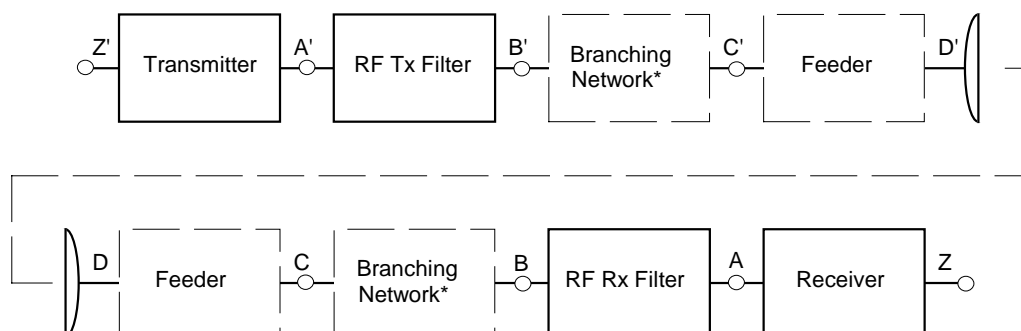 Z'
Transmitter
A'
RF Tx Filter
B'
Branching
Network*
C'
Feeder
D'
D
Feeder
C
Branching
Network*
B
RF Rx Filter
A
Receiver
Z